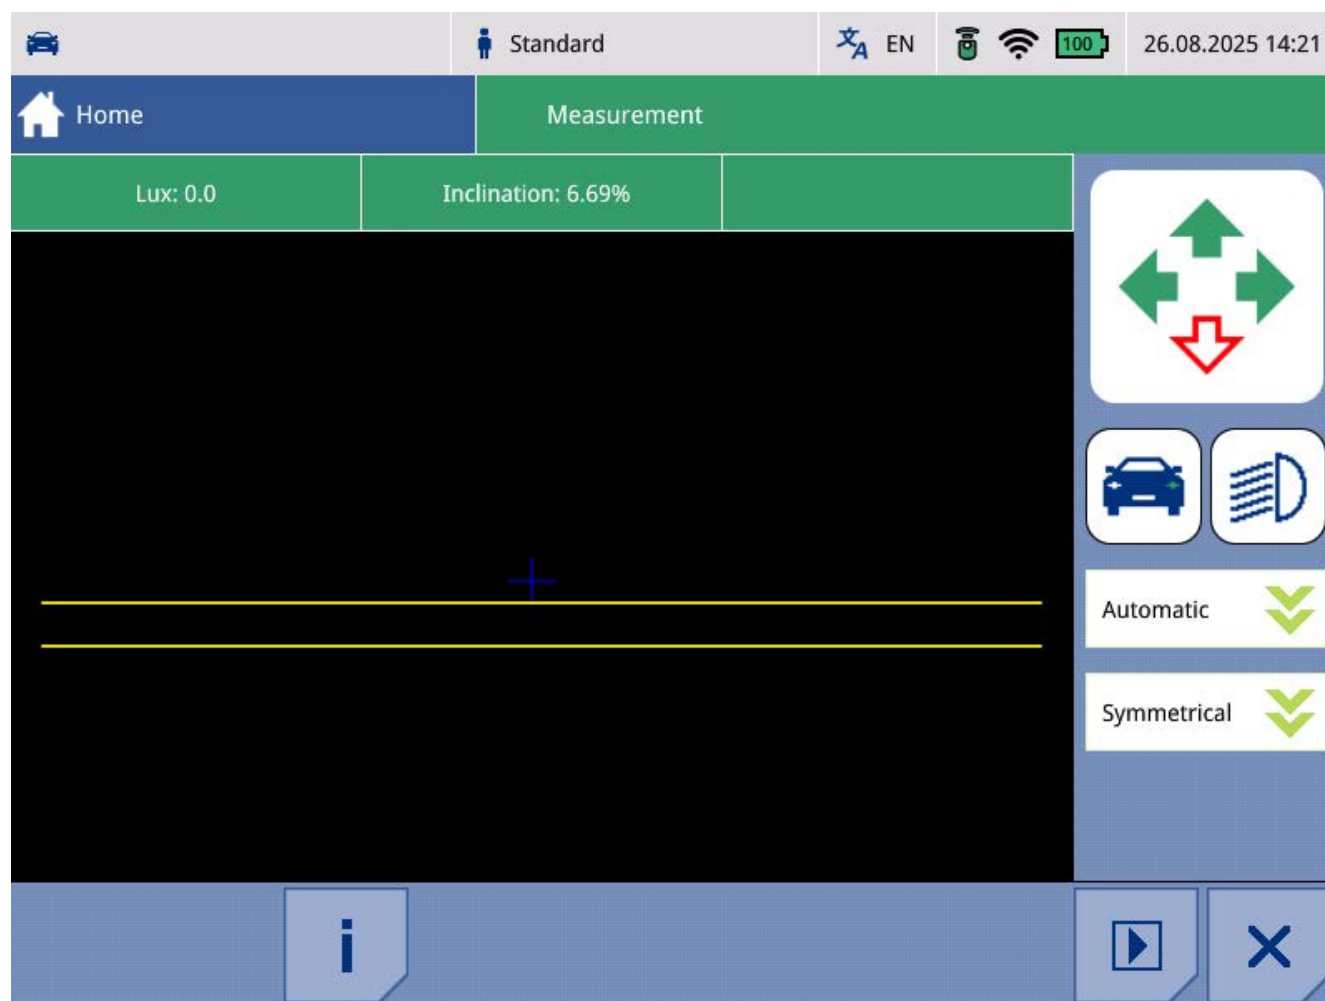 Standard
EN
100
26.08.2025 14:21
Home
Measurement
Lux: 0.0
Inclination: 6.69%
Automatic
Symmetrical
i